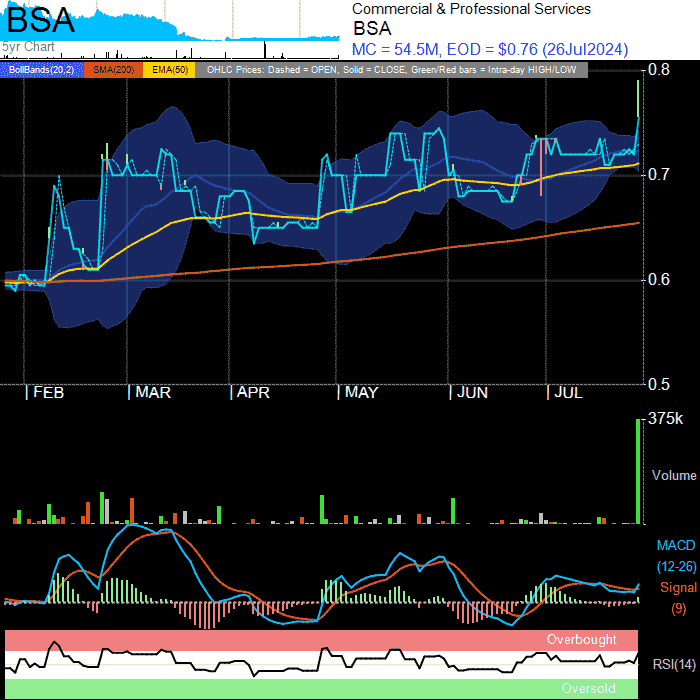 BSA
5yr Chart
Commercial & Professional Services
BSA
MC = 54.5M, EOD = $0.76 (26Jul2024)
BollBands(20,2) SMA(200) EMA(50) OHLC Prices: Dashed = OPEN, Solid = CLOSE, Green/Red bars = Intra-day HIGH/LOW
0.8
0.7
0.6
0.5
FEB MAR APR MAY JUN JUL
375k
Volume
MACD
(12-26)
Signal
(9)
Overbought
RSI(14)
Oversold